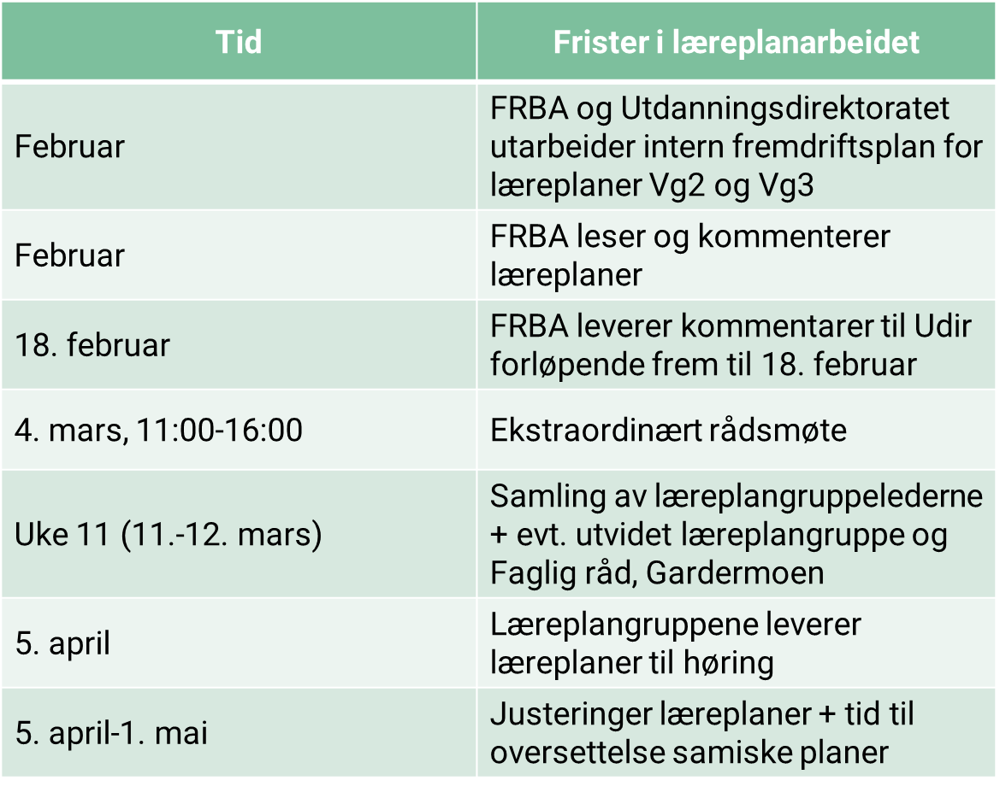 Tid
Frister i læreplanarbeidet
Februar
FRBA og Utdanningsdirektoratet
utarbeider intern fremdriftsplan for
læreplaner Vg2 og Vg3
Februar
FRBA leser og kommenterer
læreplaner
18. februar
FRBA leverer kommentarer til Udir
forløpende frem til 18. februar
4. mars, 11:00-16:00
Ekstraordinært rådsmøte
Uke 11 (11.-12. mars)
Samling av læreplangruppelederne
+ evt. utvidet læreplangruppe og
Faglig råd, Gardermoen
5. april
Læreplangruppene leverer
læreplaner til høring
5. april-1. mai
Justeringer læreplaner + tid til
oversettelse samiske planer